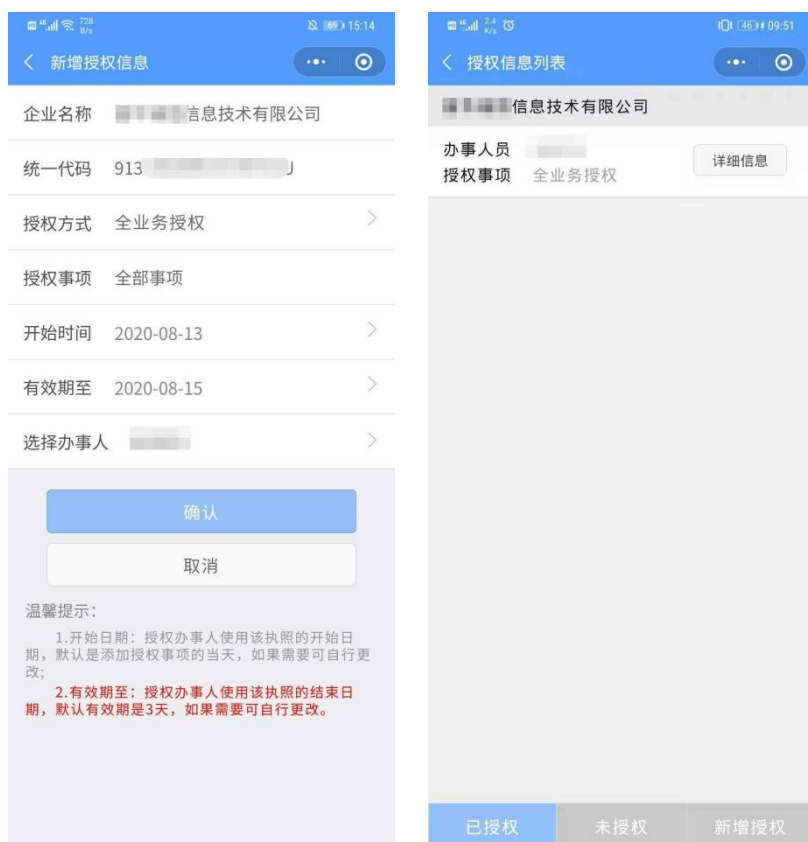 728
B/s
69
15:14
新增授权信息
企业名称 信息技术有限公司
统一代码 913 J
授权方式 全业务授权
授权事项 全部事项
开始时间 2020-08-13
有效期至 2020-08-15
选择办事人
确认
取消
温馨提示：
1.开始日期：授权办事人使用该执照的开始日
期，默认是添加授权事项的当天，如果需要可自行更
改；
2.有效期至：授权办事人使用该执照的结束日
期，默认有效期是3天，如果需要可自行更改。
2.4
K/s
46
09:51
授权信息列表
信息技术有限公司
办事人员
授权事项 全业务授权
详细信息
已授权
未授权
新增授权